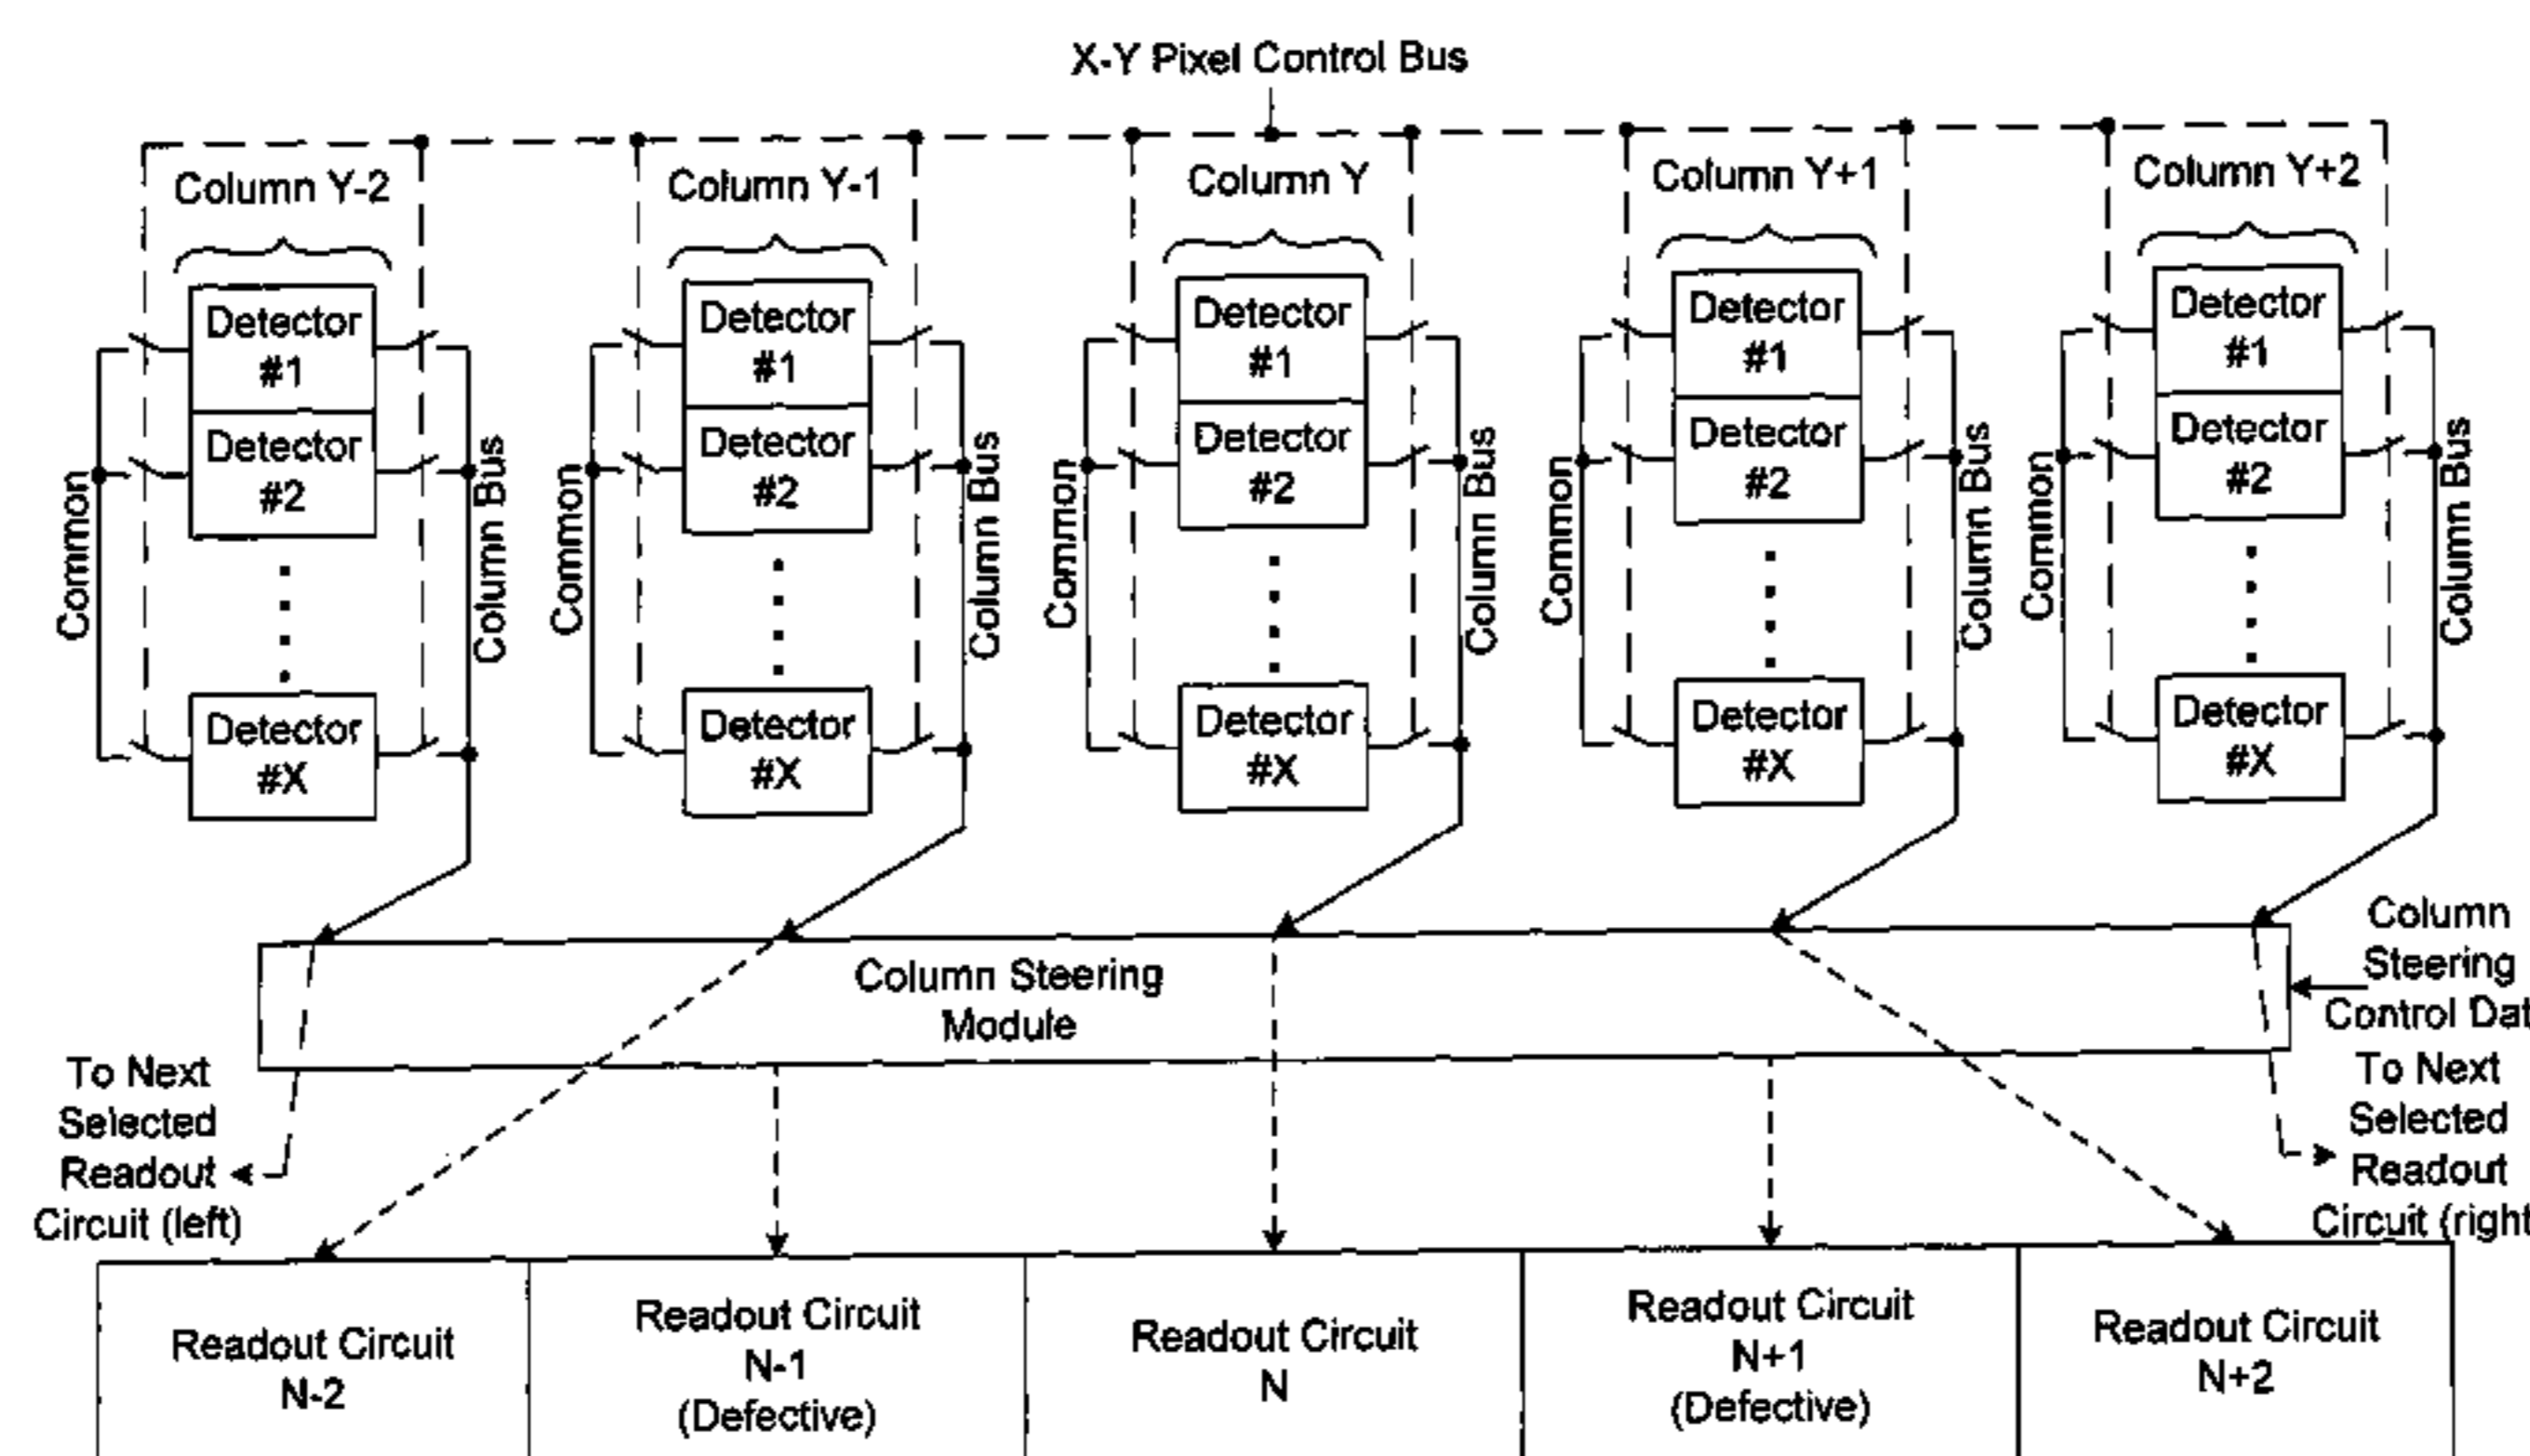 X-Y Pixel Control Bus
Column Y-2
Column Y-1
Column Y
Column Y+1
Column Y+2
Detector
#1
Detector
#1
Detector
#1
Detector
#1
Detector
#1
Detector
#2
Detector
#2
Detector
#2
Detector
#2
Detector
#2
Common
Column Bus
Common
Column Bus
Common
Column Bus
Common
Column Bus
Common
Column Bus
Detector
#X
Detector
#X
Detector
#X
Detector
#X
Detector
#X
Column Steering
Module
Column
Steering
Control Dat
To Next
Selected
Readout
Circuit (left)
To Next
Selected
Readout
Circuit (right
Readout Circuit
N-2
Readout Circuit
N-1
(Defective)
Readout Circuit
N
Readout Circuit
N+1
(Defective)
Readout Circuit
N+2